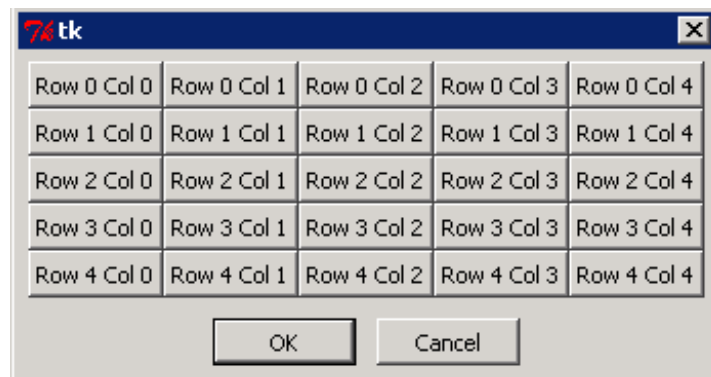 tk
Row 0 Col 0 Row 0 Col 1 Row 0 Col 2 Row 0 Col 3 Row 0 Col 4
Row 1 Col 0 Row 1 Col 1 Row 1 Col 2 Row 1 Col 3 Row 1 Col 4
Row 2 Col 0 Row 2 Col 1 Row 2 Col 2 Row 2 Col 3 Row 2 Col 4
Row 3 Col 0 Row 3 Col 1 Row 3 Col 2 Row 3 Col 3 Row 3 Col 4
Row 4 Col 0 Row 4 Col 1 Row 4 Col 2 Row 4 Col 3 Row 4 Col 4
OK Cancel